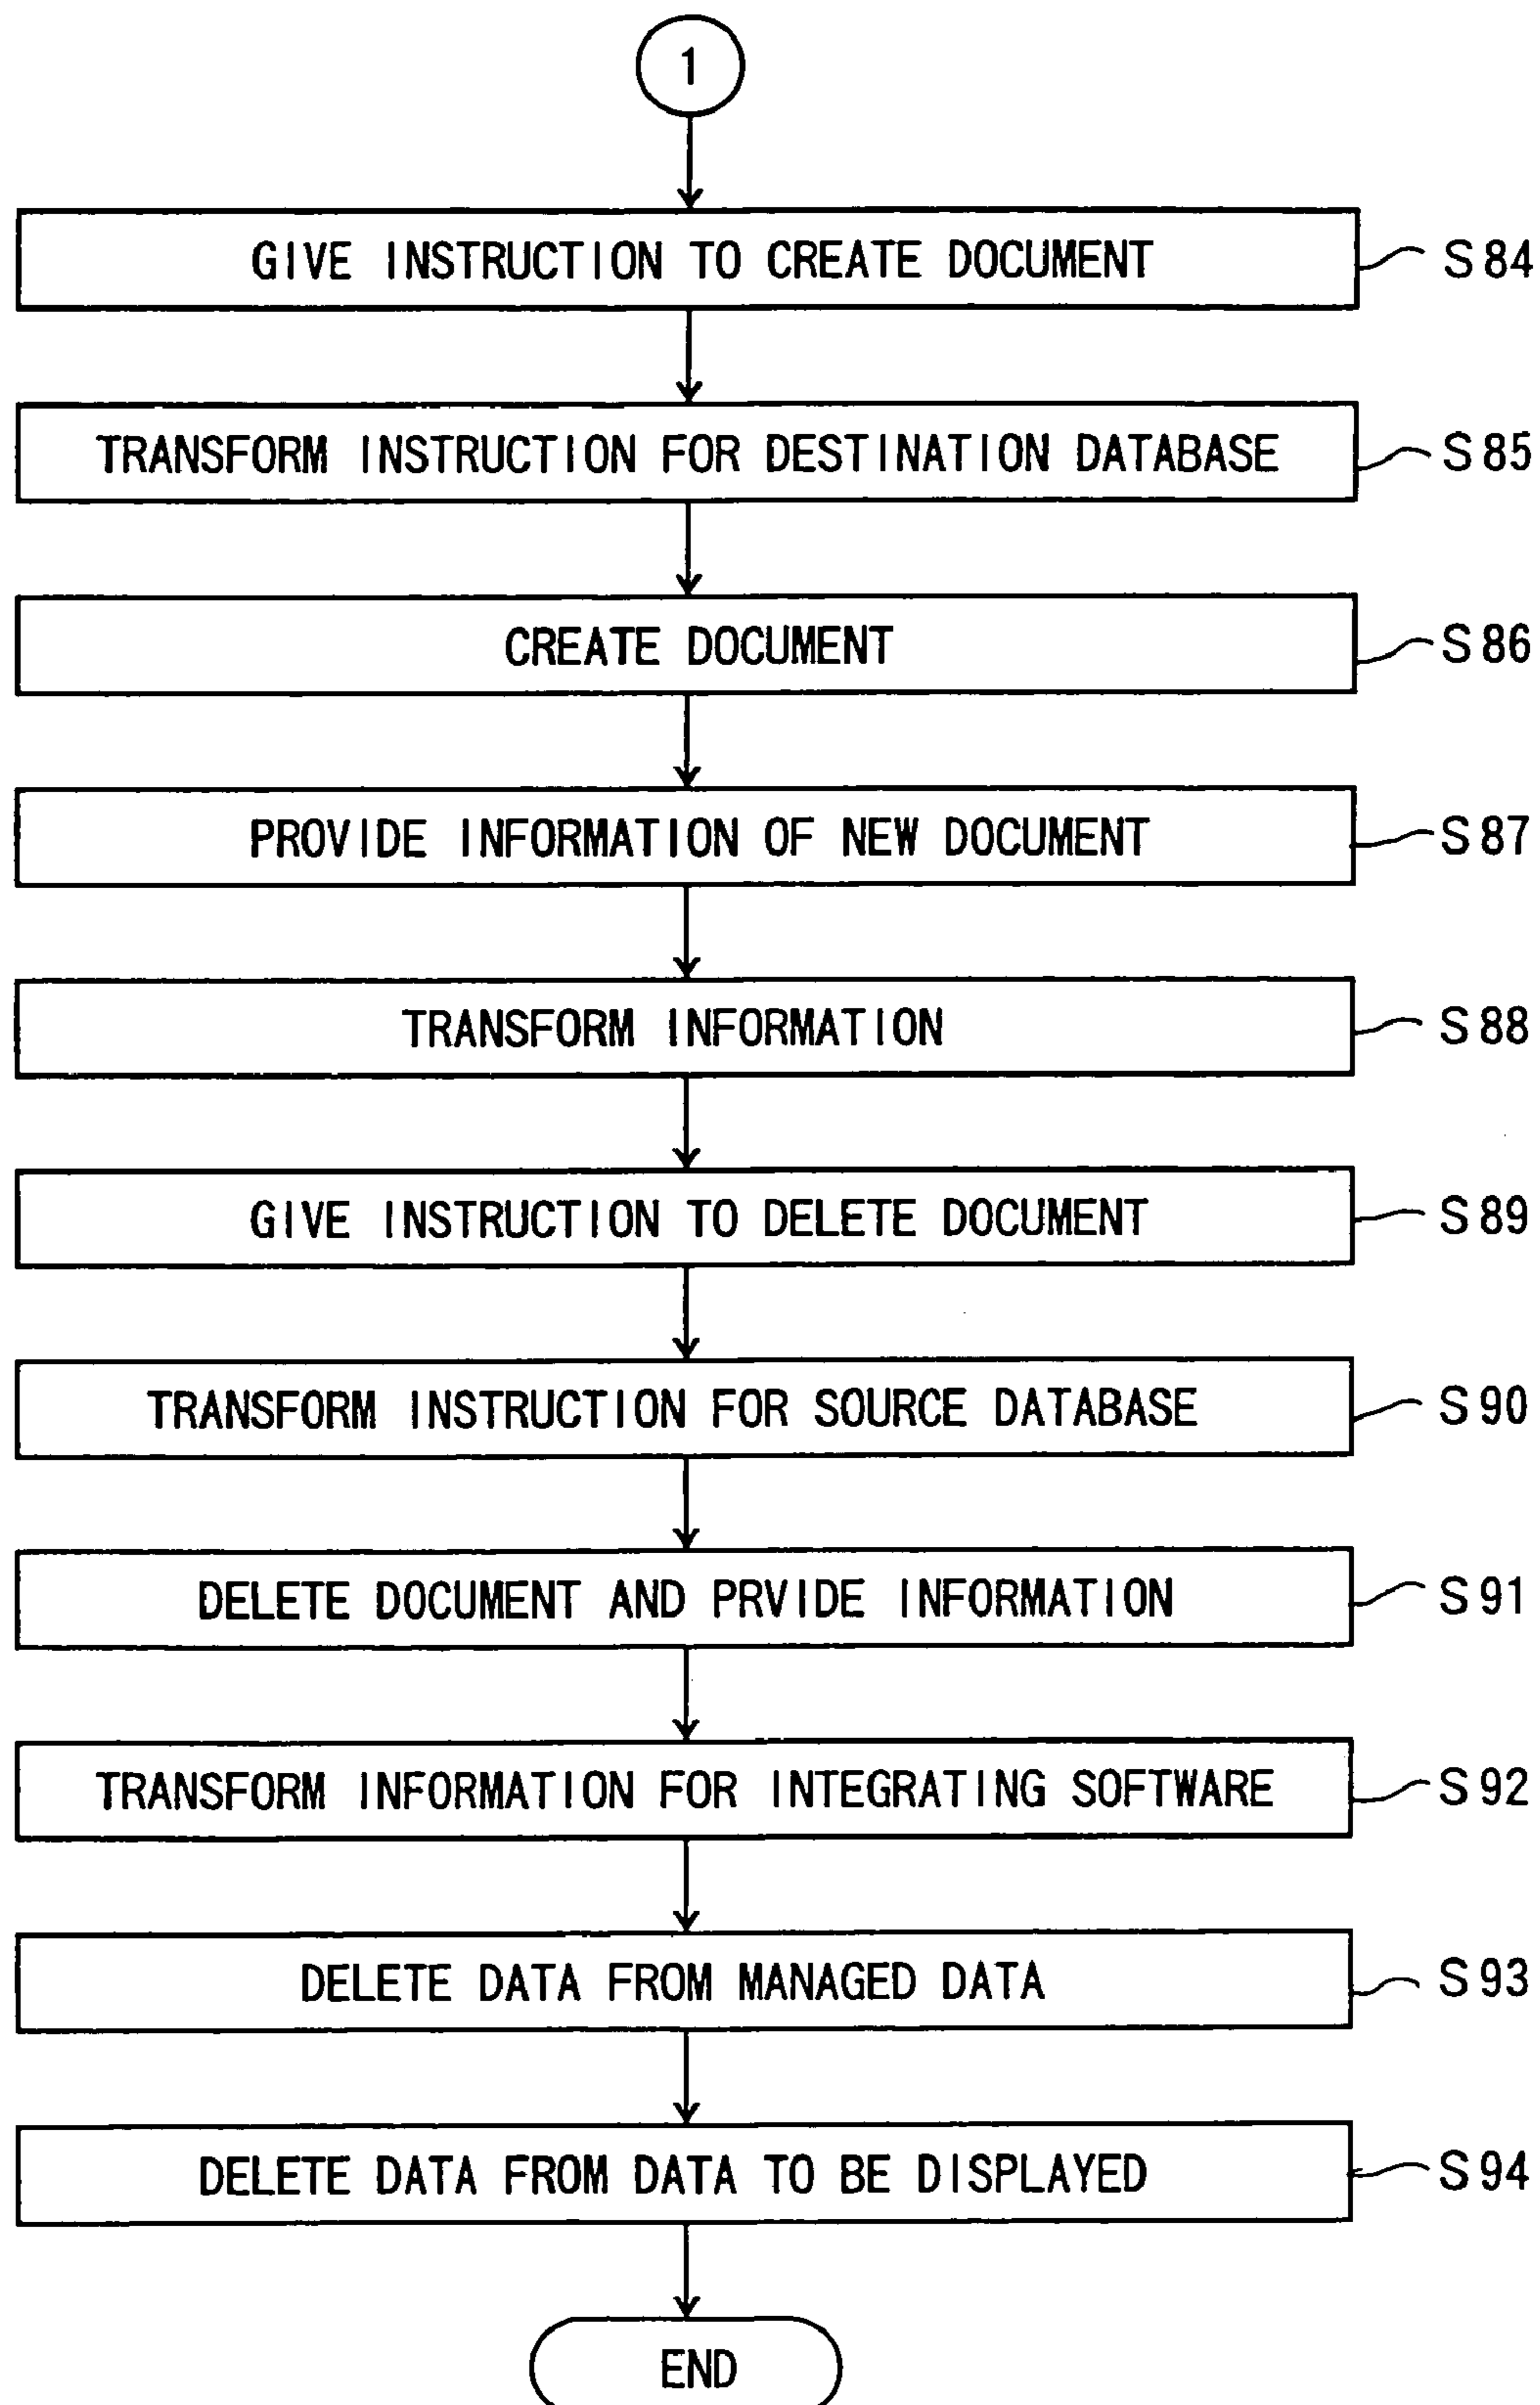 1
GIVE INSTRUCTION TO CREATE DOCUMENT S84
TRANSFORM INSTRUCTION FOR DESTINATION DATABASE S85
CREATE DOCUMENT S86
PROVIDE INFORMATION OF NEW DOCUMENT S87
TRANSFORM INFORMATION S88
GIVE INSTRUCTION TO DELETE DOCUMENT S89
TRANSFORM INSTRUCTION FOR SOURCE DATABASE S90
DELETE DOCUMENT AND PRVIDE INFORMATION S91
TRANSFORM INFORMATION FOR INTEGRATING SOFTWARE S92
DELETE DATA FROM MANAGED DATA S93
DELETE DATA FROM DATA TO BE DISPLAYED S94
END